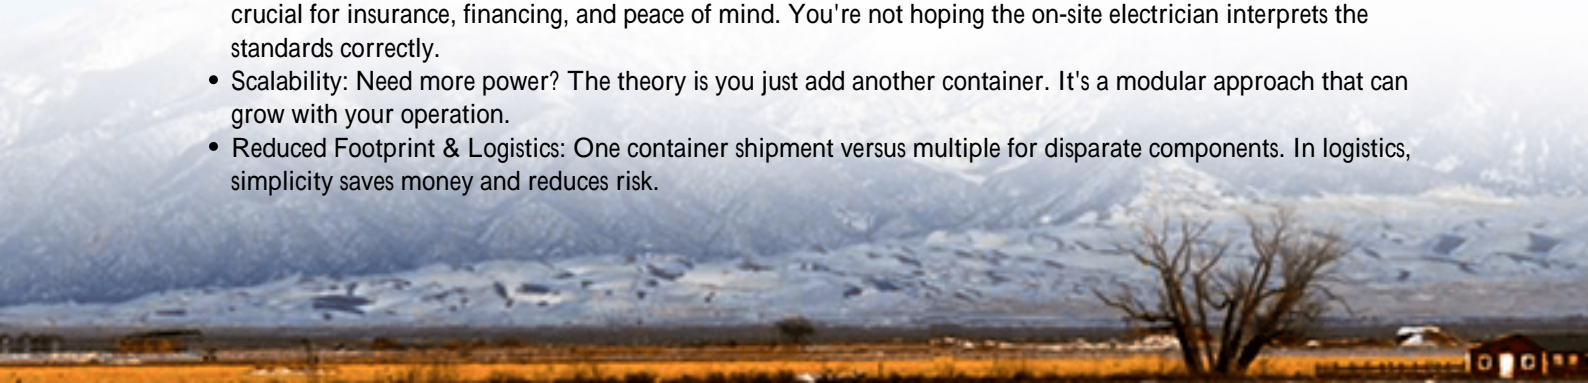 crucial for insurance, financing, and peace of mind. You're not hoping the on-site electrician interprets the
standards correctly.
• Scalability: Need more power? The theory is you just add another container. It's a modular approach that can
grow with your operation.
• Reduced Footprint & Logistics: One container shipment versus multiple for disparate components. In logistics,
simplicity saves money and reduces risk.